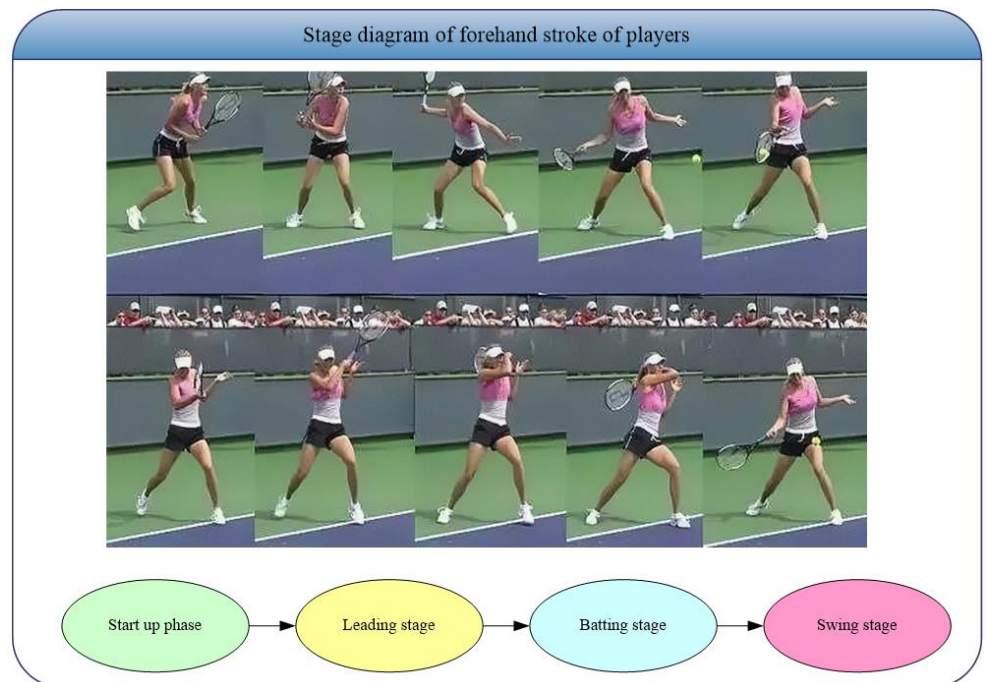 Stage diagram of forehand stroke of players
Start up phase
Leading stage
Batting stage
Swing stage